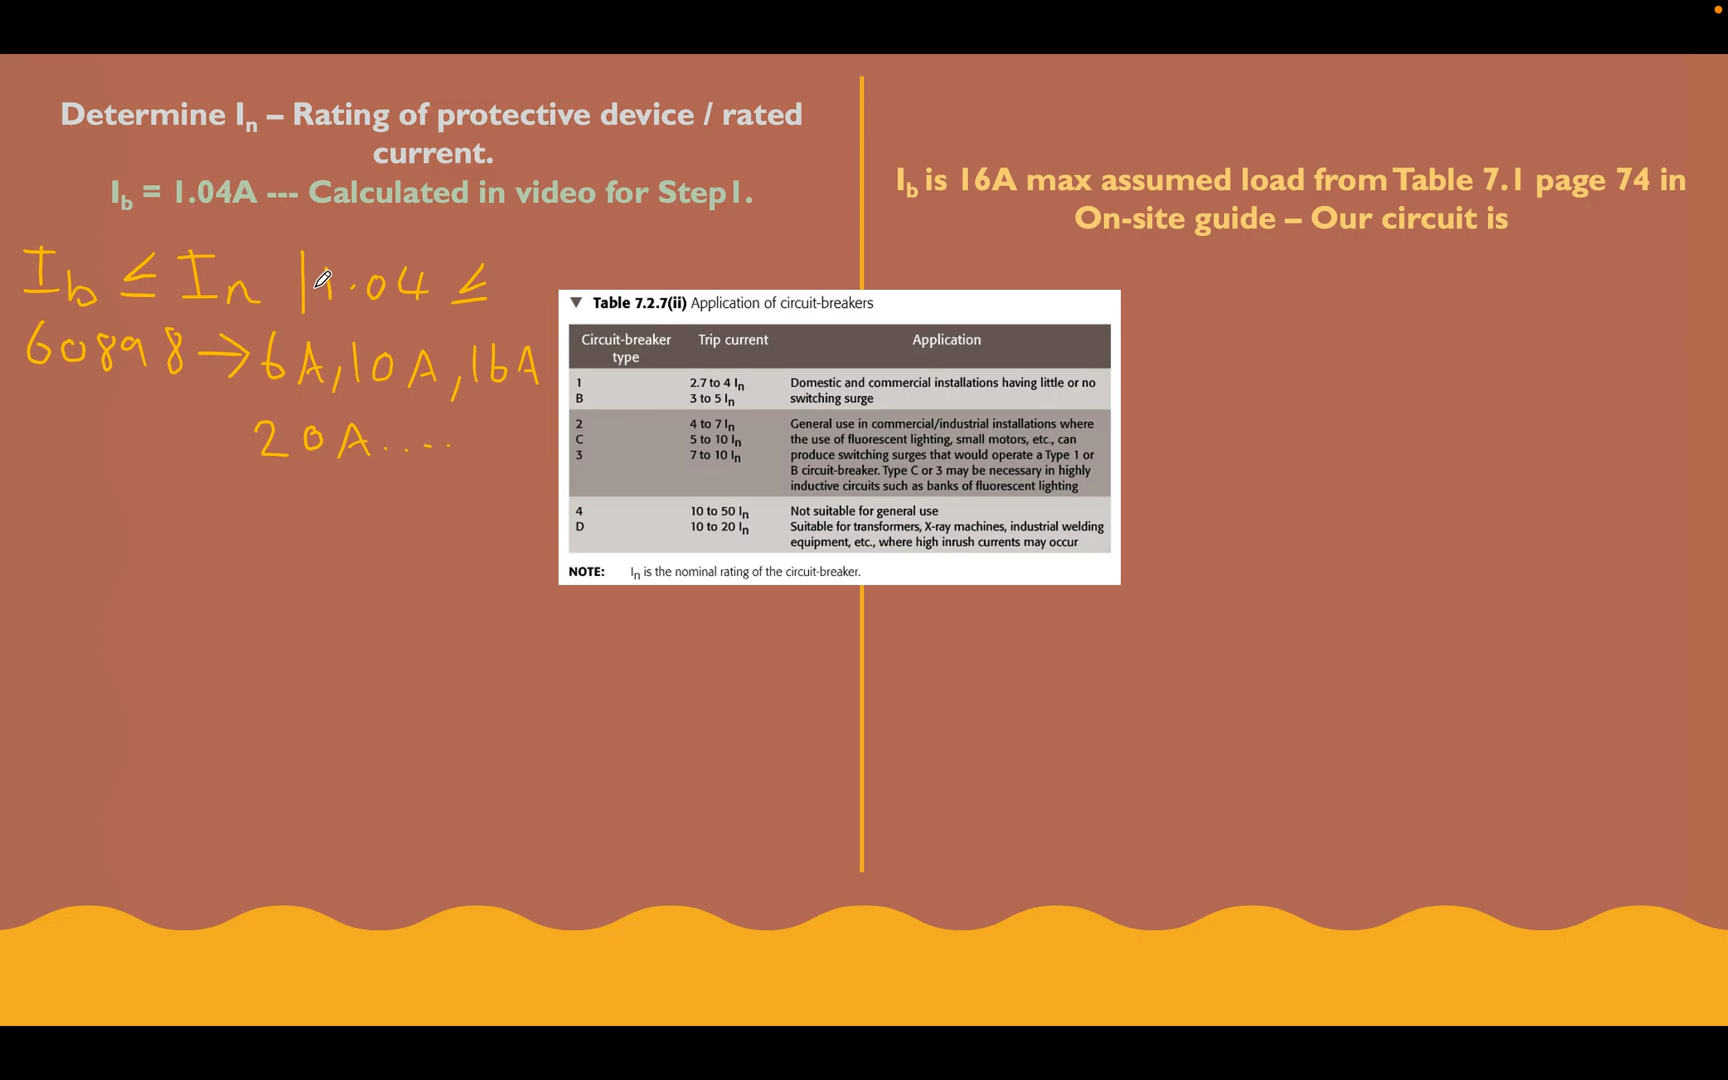 Determine In – Rating of protective device / rated
current.
Ib = 1.04A --- Calculated in video for Step1.
Ib ≤ In | 1.04 ≤
60898 → 6A, 10A, 16A
20A....
Ib is 16A max assumed load from Table 7.1 page 74 in
On-site guide – Our circuit is
▼ Table 7.2.7(ii) Application of circuit-breakers
Circuit-breaker type Trip current Application
1 2.7 to 4 In Domestic and commercial installations having little or no
B 3 to 5 In switching surge
2 4 to 7 In General use in commercial/industrial installations where
C 5 to 10 In the use of fluorescent lighting, small motors, etc., can
3 7 to 10 In produce switching surges that would operate a Type 1 or
B circuit-breaker. Type C or 3 may be necessary in highly
inductive circuits such as banks of fluorescent lighting
4 10 to 50 In Not suitable for general use
D 10 to 20 In Suitable for transformers, X-ray machines, industrial welding
equipment, etc., where high inrush currents may occur
NOTE: In is the nominal rating of the circuit-breaker.